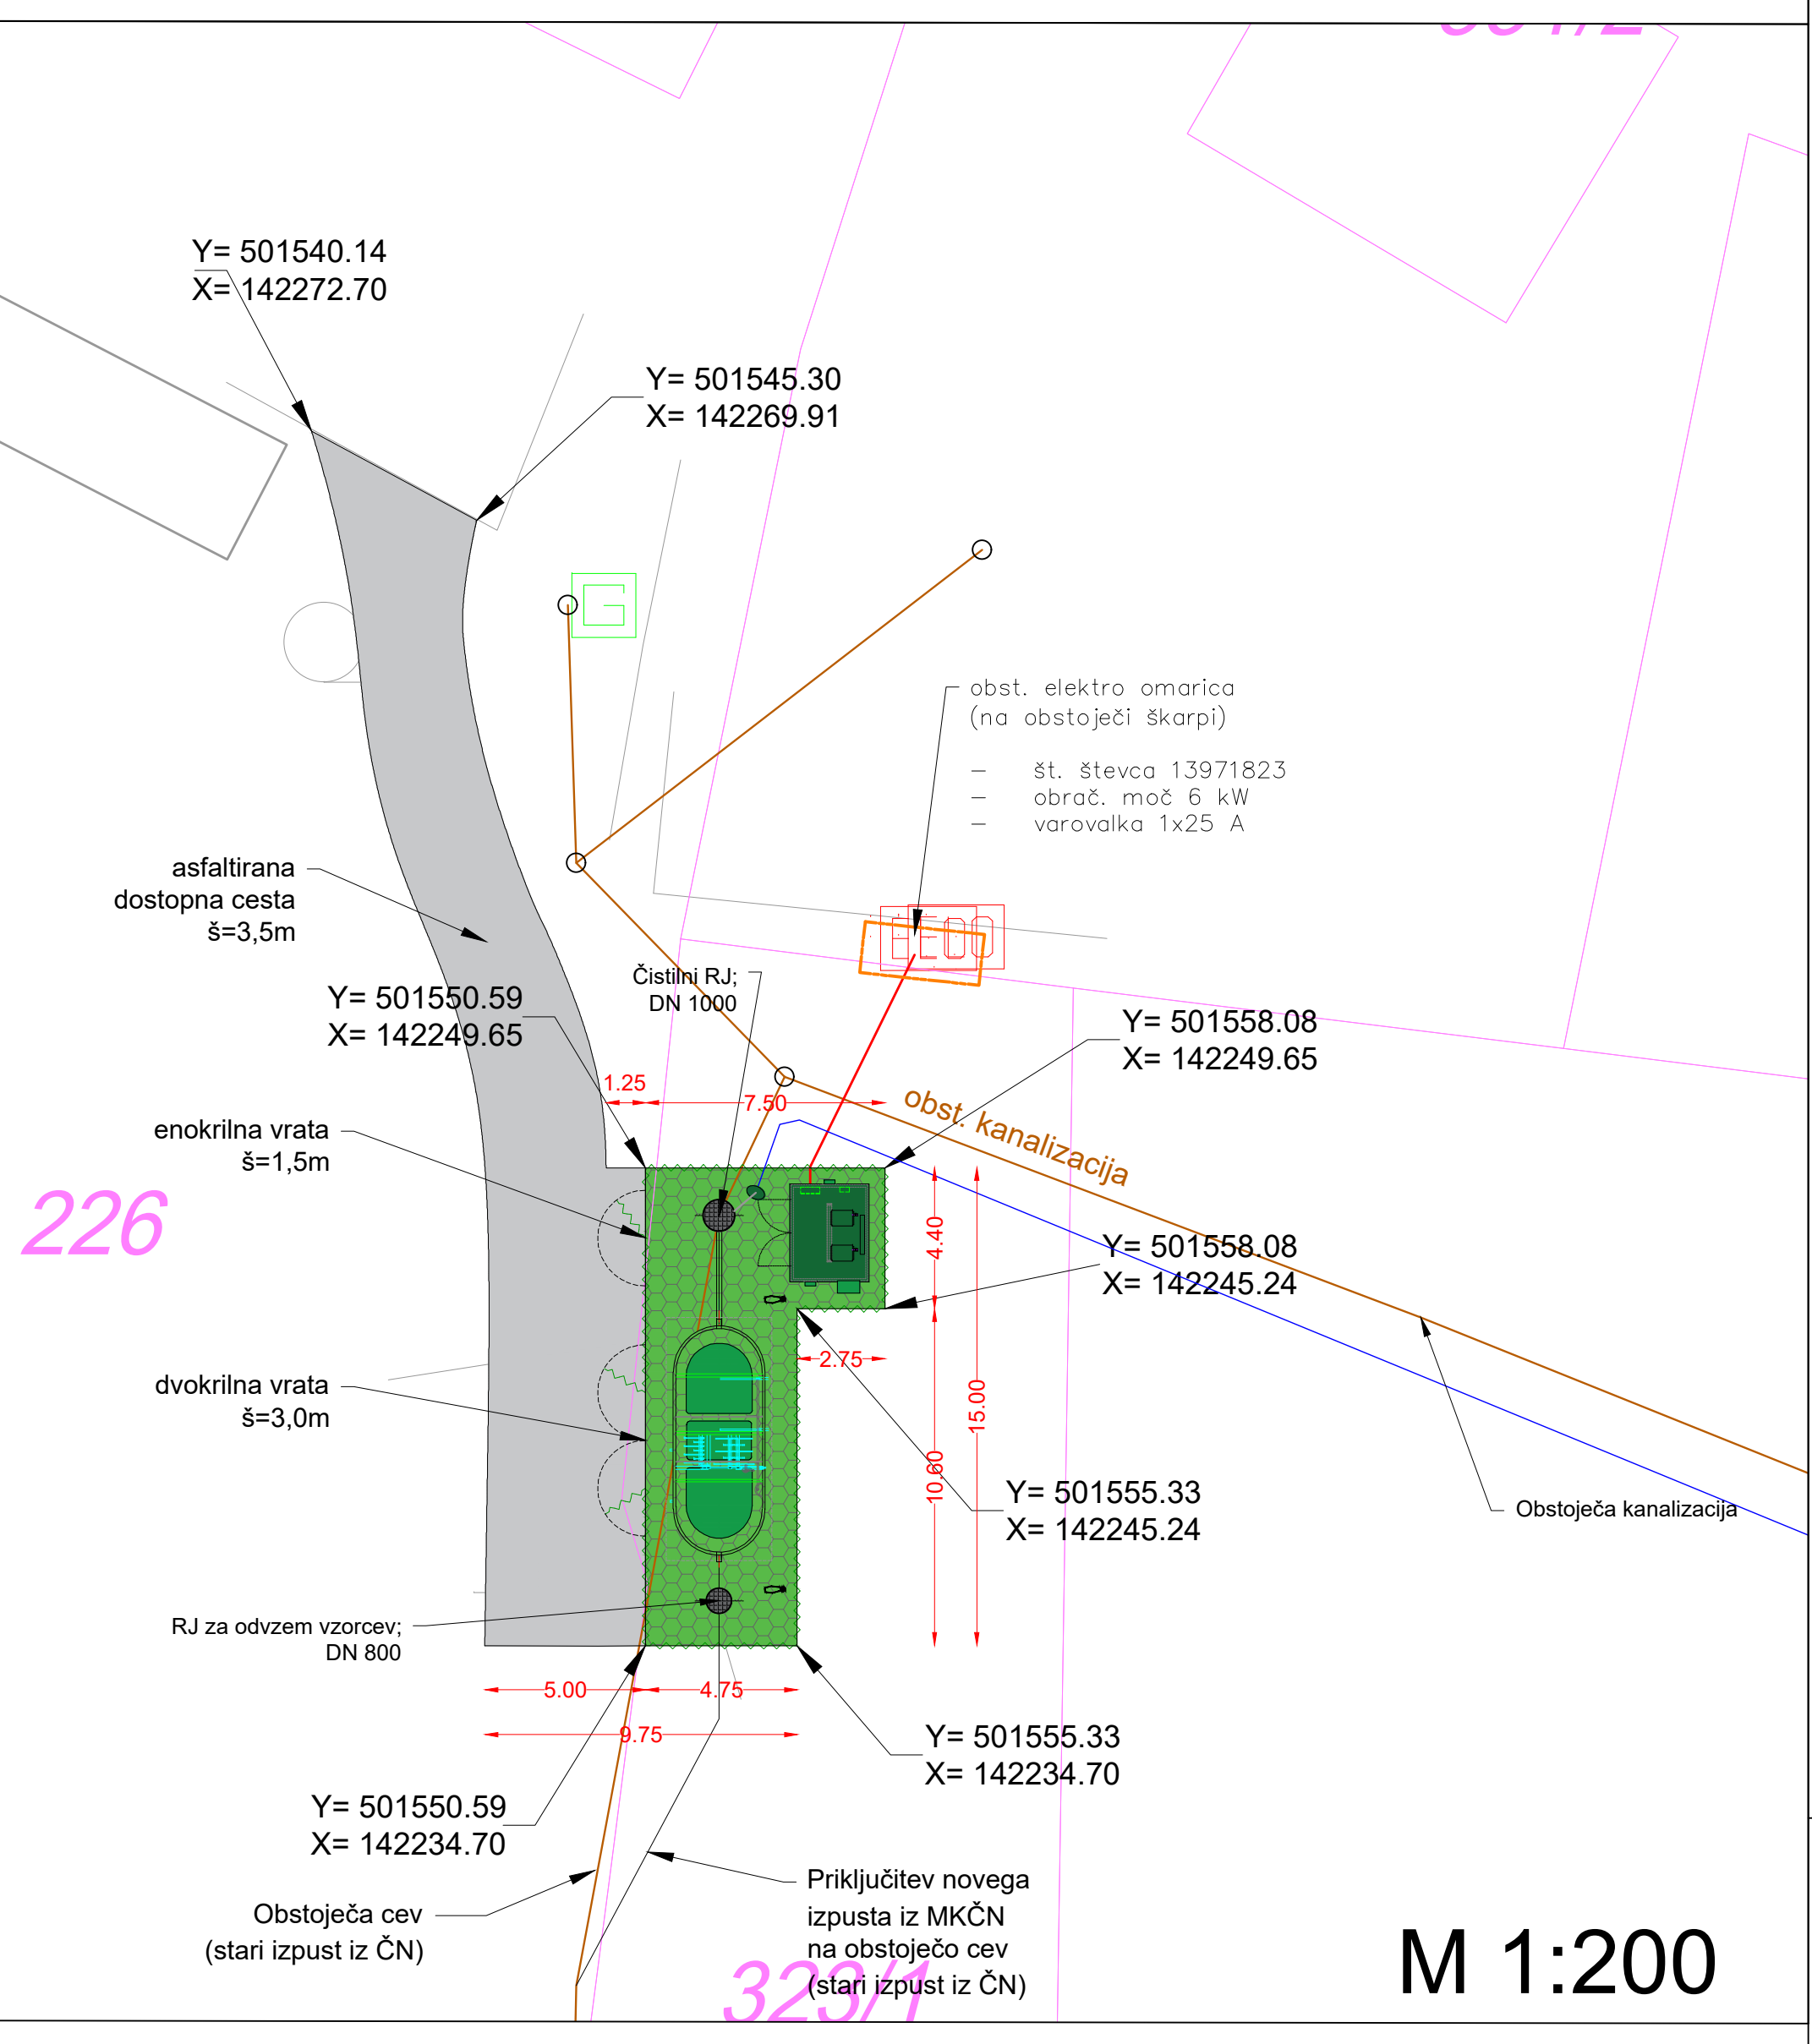 Y= 501540.14
X= 142272.70
Y= 501545.30
X= 142269.91
G
obst. elektro omarica
(na obstoječi škarpi)
– št. števca 13971823
– obrač. moč 6 kW
– varovalka 1x25 A
asfaltirana
dostopna cesta
š=3,5m
Čistilni RJ;
DN 1000
Y= 501550.59
X= 142249.65
Y= 501558.08
X= 142249.65
1.25
7.50
obst. kanalizacija
enokrilna vrata
š=1,5m
226
4.40
Y= 501558.08
X= 142245.24
2.75
dvokrilna vrata
š=3,0m
15.00
10.60
Y= 501555.33
X= 142245.24
Obstoječa kanalizacija
RJ za odvzem vzorcev;
DN 800
5.00
4.75
9.75
Y= 501555.33
X= 142234.70
Y= 501550.59
X= 142234.70
Obstoječa cev
(stari izpust iz ČN)
Priključitev novega
izpusta iz MKČN
na obstoječo cev
(stari izpust iz ČN)
323/1
M 1:200